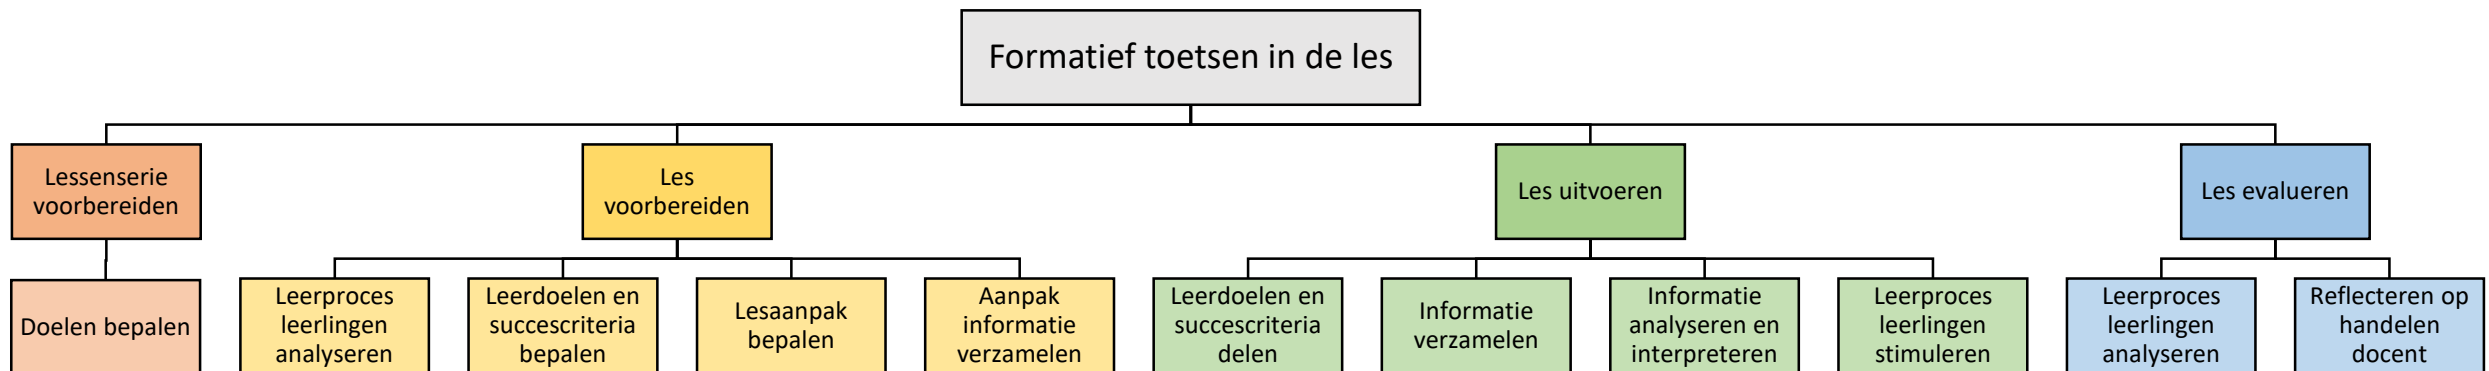 Formatief toetsen in de les
Lessenserie
voorbereiden
Les
voorbereiden
Les uitvoeren
Les evalueren
Doelen bepalen
Leerproces
leerlingen
analyseren
Leerdoelen en
succescriteria
bepalen
Lesaanpak
bepalen
Aanpak
informatie
verzamelen
Leerdoelen en
succescriteria
delen
Informatie
verzamelen
Informatie
analyseren en
interpreteren
Leerproces
leerlingen
stimuleren
Leerproces
leerlingen
analyseren
Reflecteren op
handelen
docent